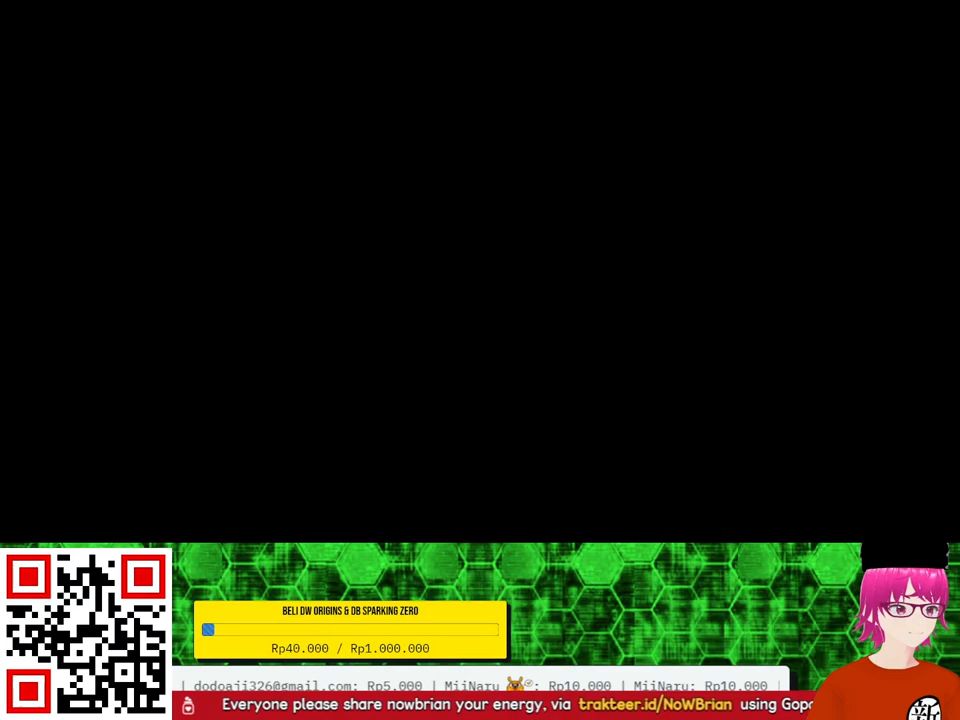 BELI DW ORIGINS & DB SPARKING ZERO
Rp40.000 / Rp1.000.000
| dodoaji326@gmail.com: Rp5.000 | MiiNaru 🐻💬: Rp10.000 | MiiNaru: Rp10.000 |
Everyone please share nowbrian your energy, via trakteer.id/NoWBrian using Gopa